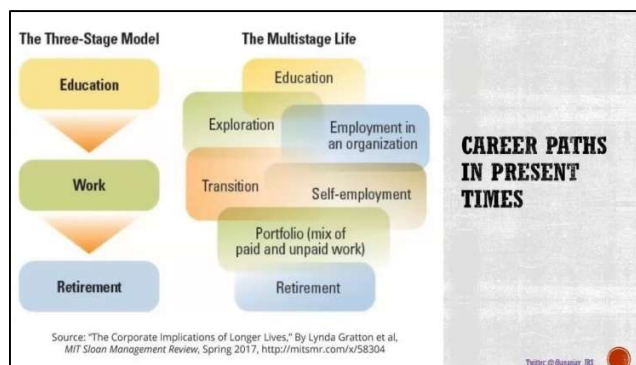 The Three-Stage Model
Education
Work
Retirement
The Multistage Life
Education
Exploration
Employment in
an organization
Transition
Self-employment
Portfolio (mix of
paid and unpaid work)
Retirement
Source: "The Corporate Implications of Longer Lives," By Lynda Gratton et al,
MIT Sloan Management Review, Spring 2017, http://mitsmr.com/x/58304
CAREER PATHS
IN PRESENT
TIMES
Twitter @